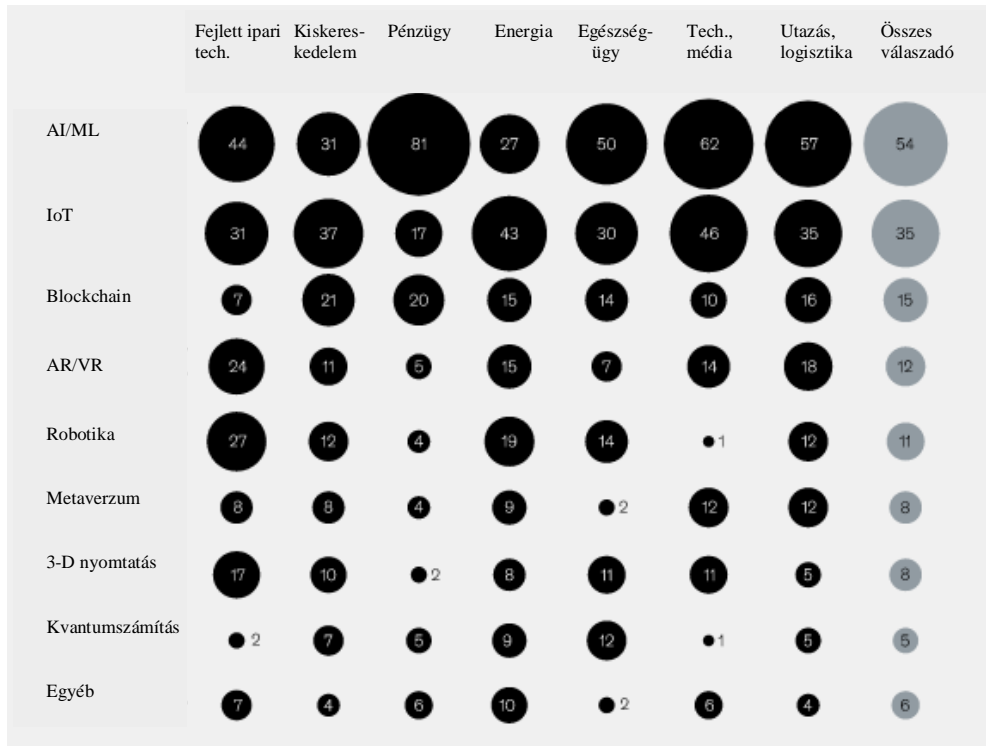 Fejlett ipari Kiskeres- Pénzügy Energia Egészség- Tech., Utazás, Összes
tech. kedelem ügy média logisztika válaszadó
AI/ML 44 31 81 27 50 62 57 54
IoT 31 37 17 43 30 46 35 35
Blockchain 7 21 20 15 14 10 16 15
AR/VR 24 11 5 15 7 14 18 12
Robotika 27 12 4 19 14 1 12 11
Metaverzum 8 8 4 9 2 12 12 8
3-D nyomtatás 17 10 2 8 11 11 5 8
Kvantumszámítás 2 7 5 9 12 1 5 5
Egyéb 7 4 6 10 2 6 4 6